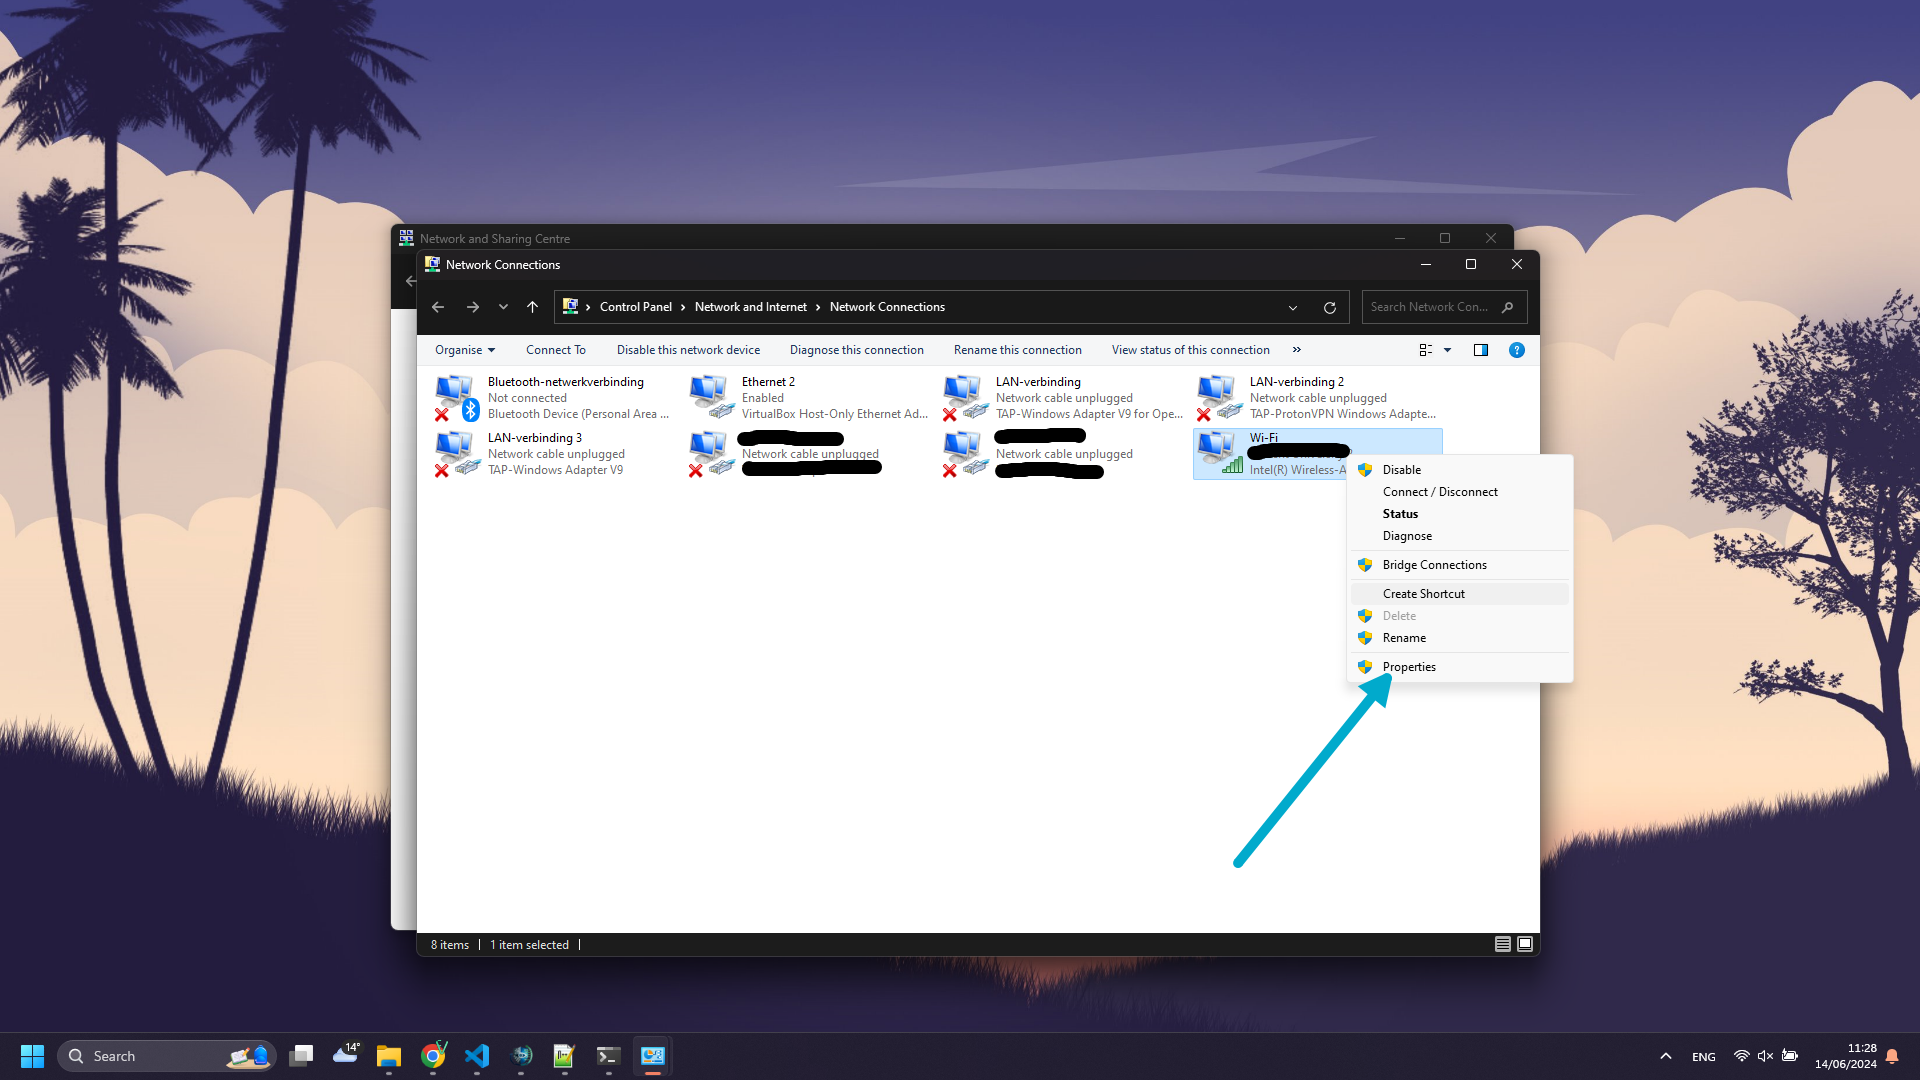 Network and Sharing Centre
Network Connections
Control Panel > Network and Internet > Network Connections
Search Network Con...
Organise Connect To Disable this network device Diagnose this connection Rename this connection View status of this connection »
Bluetooth-netwerkverbinding
Not connected
Bluetooth Device (Personal Area ...
Ethernet 2
Enabled
VirtualBox Host-Only Ethernet Ad...
LAN-verbinding
Network cable unplugged
TAP-Windows Adapter V9 for Ope...
LAN-verbinding 2
Network cable unplugged
TAP-ProtonVPN Windows Adapte...
LAN-verbinding 3
Network cable unplugged
TAP-Windows Adapter V9
Network cable unplugged
Network cable unplugged
Wi-Fi
Intel(R) Wireless-A
Disable
Connect / Disconnect
Status
Diagnose
Bridge Connections
Create Shortcut
Delete
Rename
Properties
8 items | 1 item selected |
Search
14°
ENG
11:28
14/06/2024